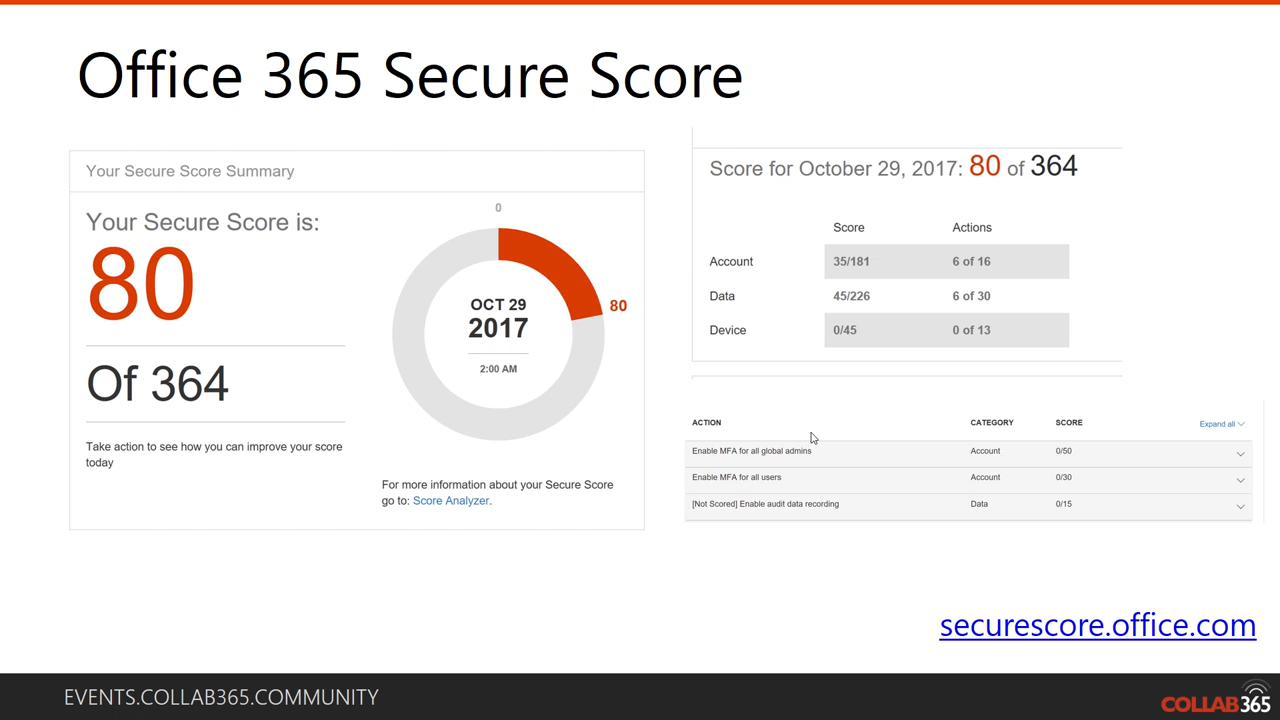 Office 365 Secure Score
Your Secure Score Summary
Your Secure Score is:
80
Of 364
Take action to see how you can improve your score
today
0
80
OCT 29
2017
2:00 AM
For more information about your Secure Score
go to: Score Analyzer.
Score for October 29, 2017: 80 of 364
Score Actions
Account 35/181 6 of 16
Data 45/226 6 of 30
Device 0/45 0 of 13
ACTION CATEGORY SCORE Expand all
Enable MFA for all global admins Account 0/50
Enable MFA for all users Account 0/30
[Not Scored] Enable audit data recording Data 0/15
securescore.office.com
EVENTS.COLLAB365.COMMUNITY
COLLAB365